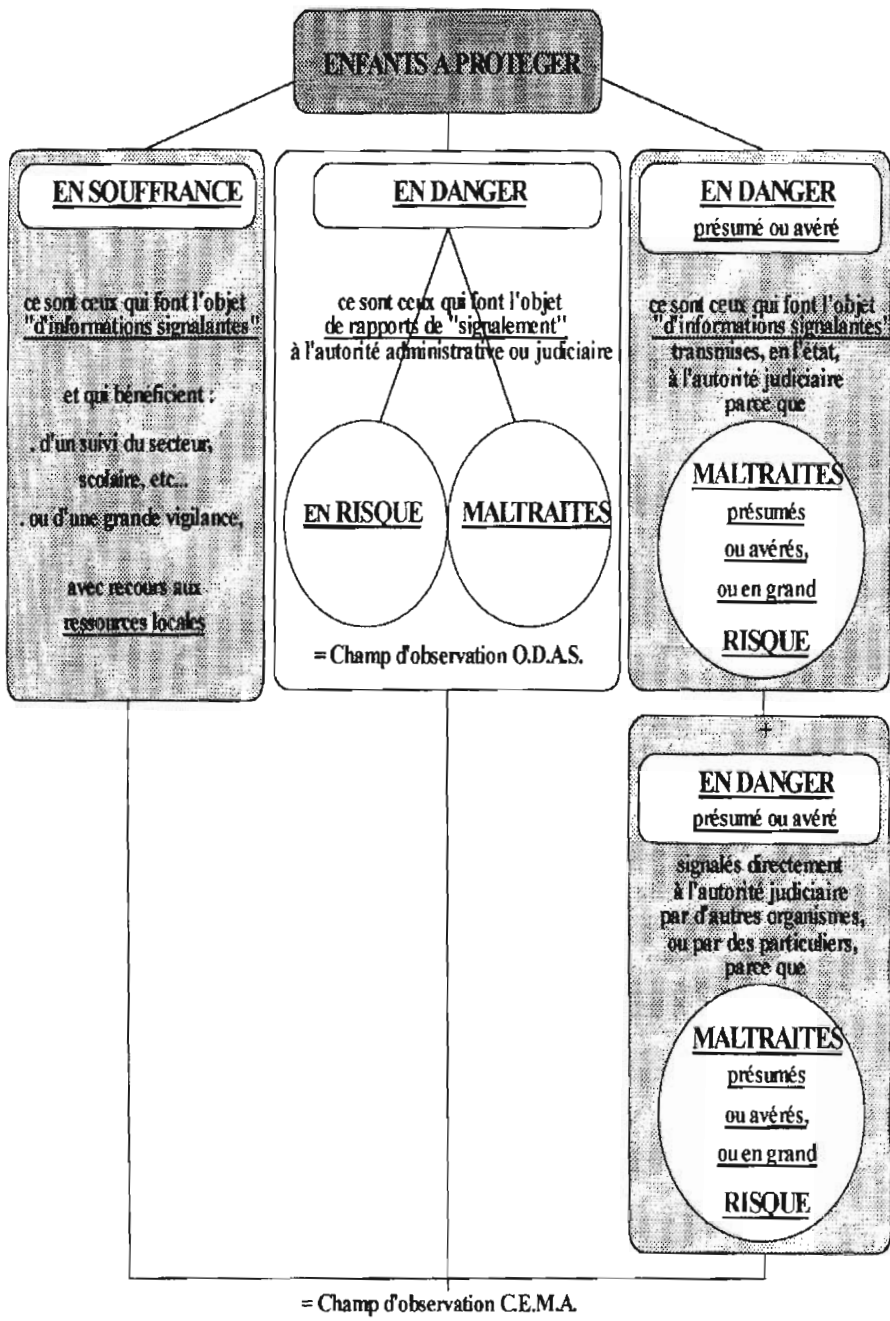 ENFANTS A PROTEGER
EN SOUFFRANCE
ce sont ceux qui font l'objet
"d'informations signalantes"
et qui bénéficient :
. d'un suivi du secteur,
scolaire, etc...
. ou d'une grande vigilance,
avec recours aux
ressources locales
EN DANGER
ce sont ceux qui font l'objet
de rapports de "signalement"
à l'autorité administrative ou judiciaire
EN RISQUE
MALTRAITES
= Champ d'observation O.D.A.S.
EN DANGER
présumé ou avéré
ce sont ceux qui font l'objet
"d'informations signalantes"
transmises, en l'état,
à l'autorité judiciaire
parce que
MALTRAITES
présumés
ou avérés,
ou en grand
RISQUE
+
EN DANGER
présumé ou avéré
signalés directement
à l'autorité judiciaire
par d'autres organismes,
ou par des particuliers,
parce que
MALTRAITES
présumés
ou avérés,
ou en grand
RISQUE
= Champ d'observation C.E.M.A.